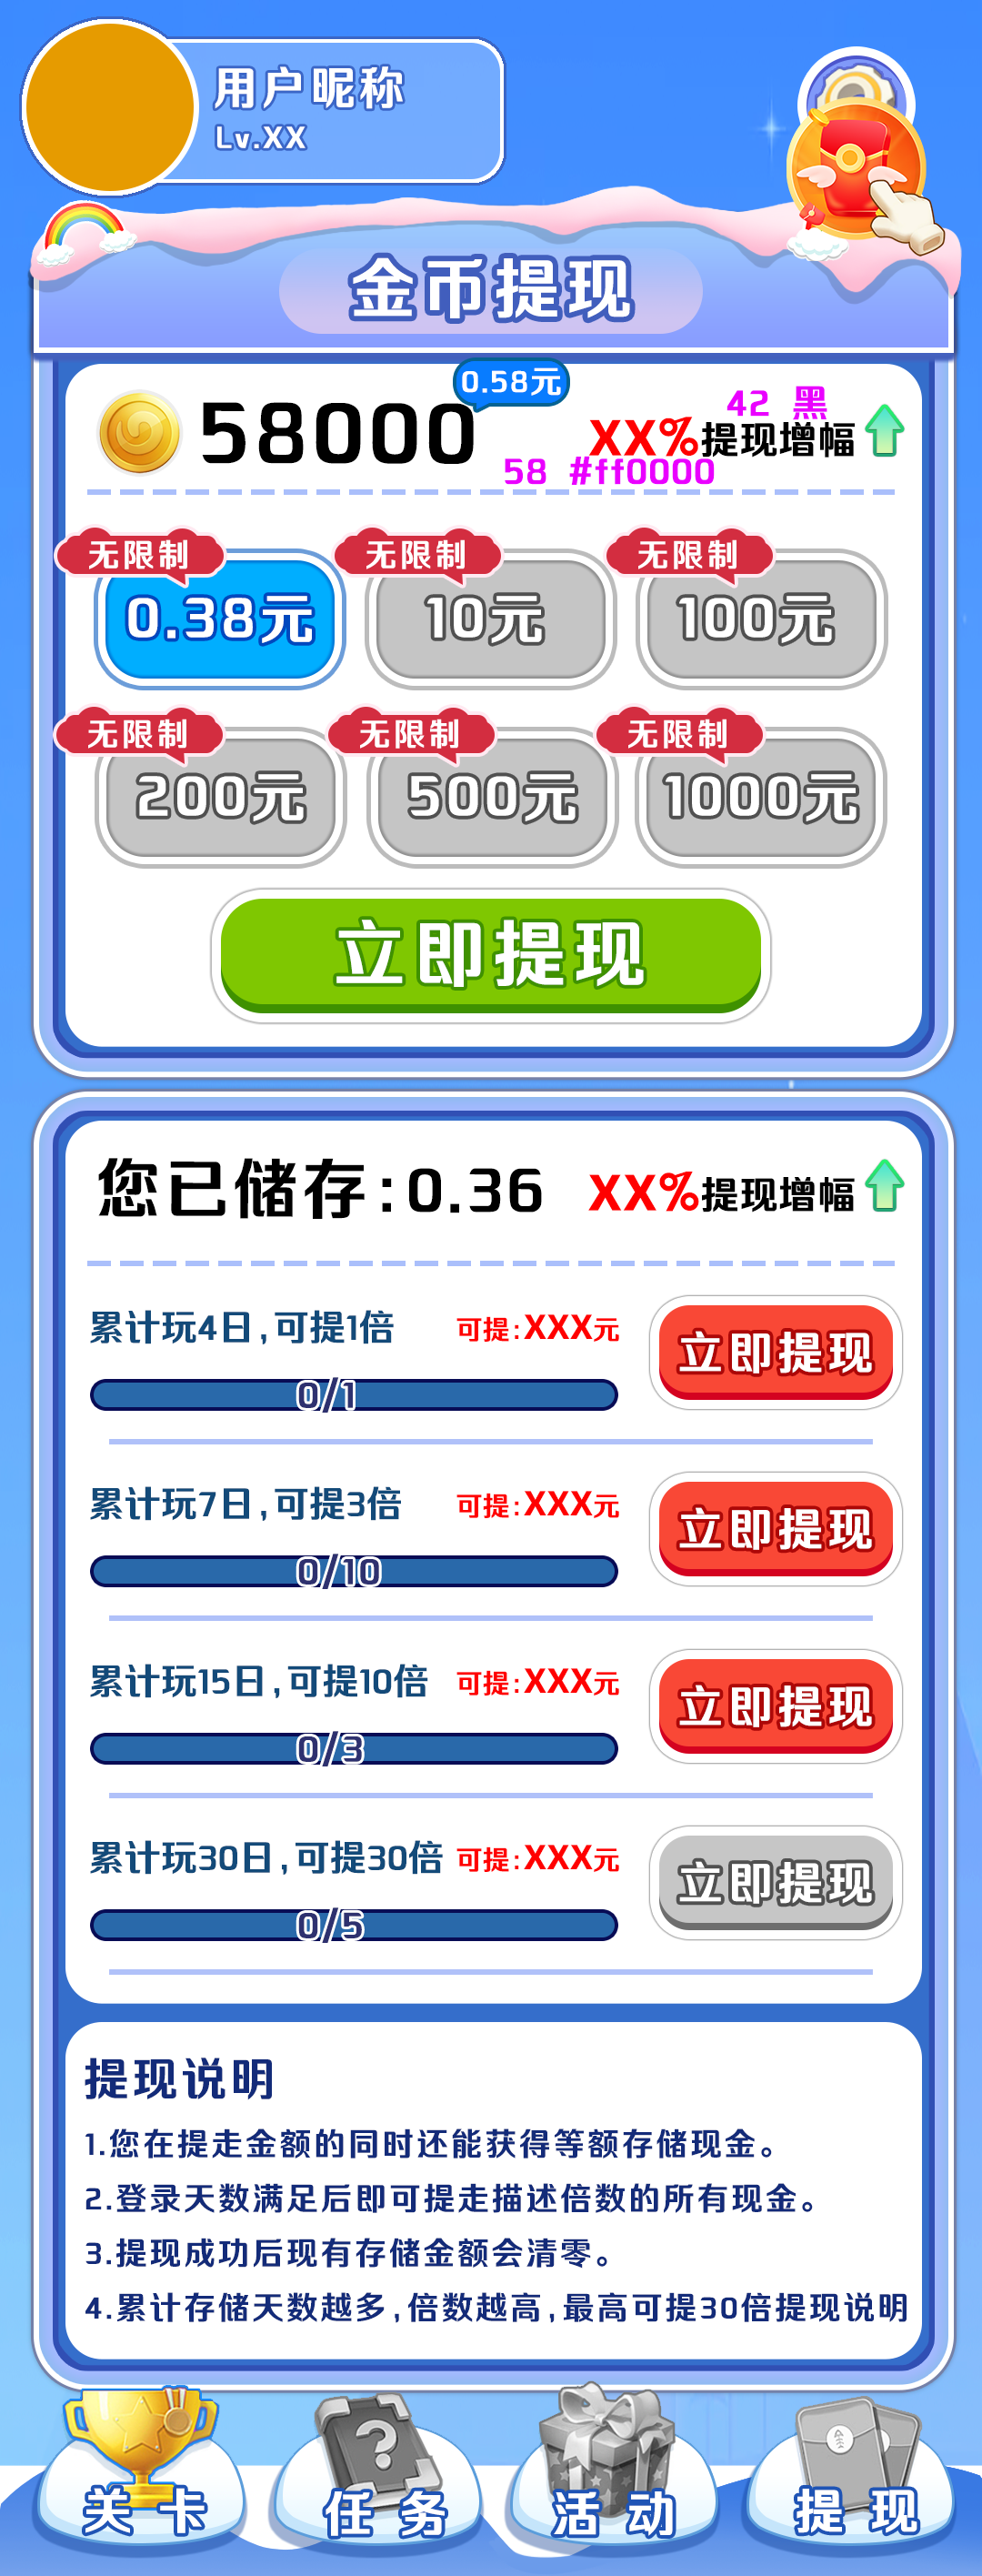 用户昵称
Lv.XX
金币提现
0.58元
58000
42 黑
XX%提现增幅
58 #ff0000
无限制 无限制 无限制
0.38元 10元 100元
无限制 无限制 无限制
200元 500元 1000元
立即提现
您已储存:0.36 XX%提现增幅
累计玩4日,可提1倍 可提:XXX元 立即提现
0/1
累计玩7日,可提3倍 可提:XXX元 立即提现
0/10
累计玩15日,可提10倍 可提:XXX元 立即提现
0/3
累计玩30日,可提30倍 可提:XXX元 立即提现
0/5
提现说明
1.您在提走金额的同时还能获得等额存储现金。
2.登录天数满足后即可提走描述倍数的所有现金。
3.提现成功后现有存储金额会清零。
4.累计存储天数越多,倍数越高,最高可提30倍提现说明
关卡 任务 活动 提现